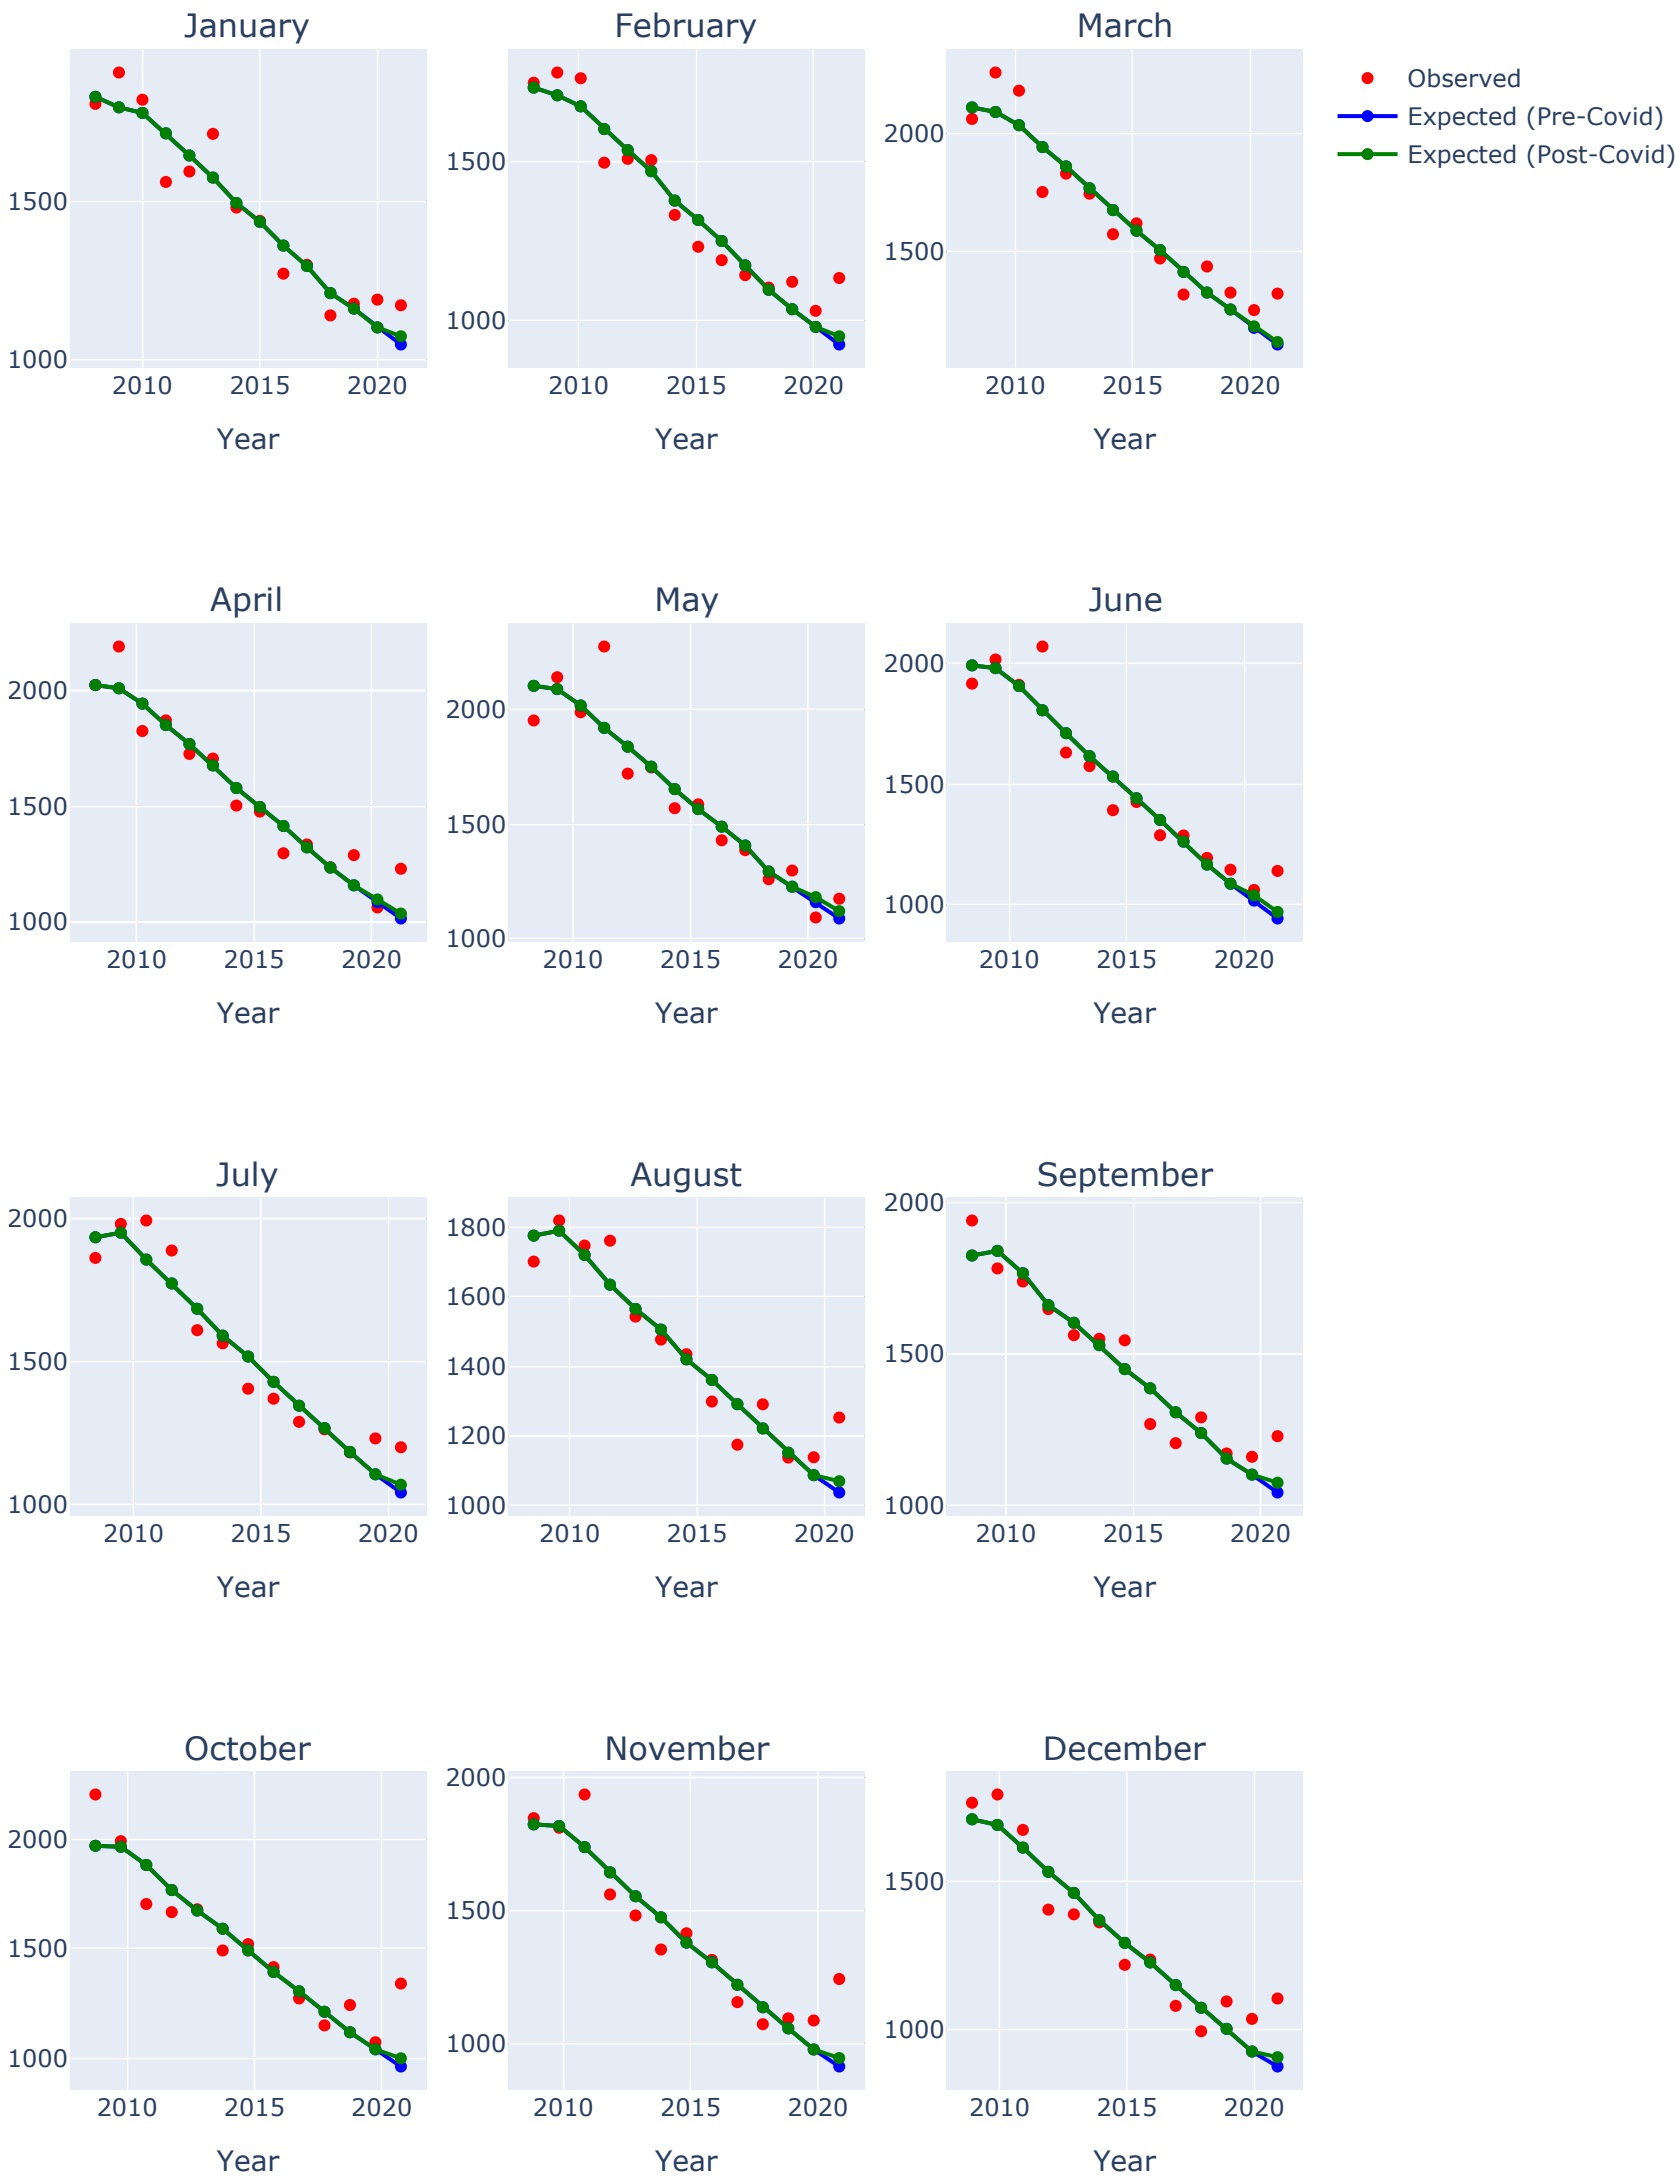 January February March
Observed
Expected (Pre-Covid)
Expected (Post-Covid)
1500
1000
2010 2015 2020
Year
1500
1000
2010 2015 2020
Year
2000
1500
2010 2015 2020
Year
April May June
2000
1500
1000
2010 2015 2020
Year
2000
1500
1000
2010 2015 2020
Year
2000
1500
1000
2010 2015 2020
Year
July August September
2000
1500
1000
2010 2015 2020
Year
1800
1600
1400
1200
1000
2010 2015 2020
Year
2000
1500
1000
2010 2015 2020
Year
October November December
2000
1500
1000
2010 2015 2020
Year
2000
1500
1000
2010 2015 2020
Year
1500
1000
2010 2015 2020
Year